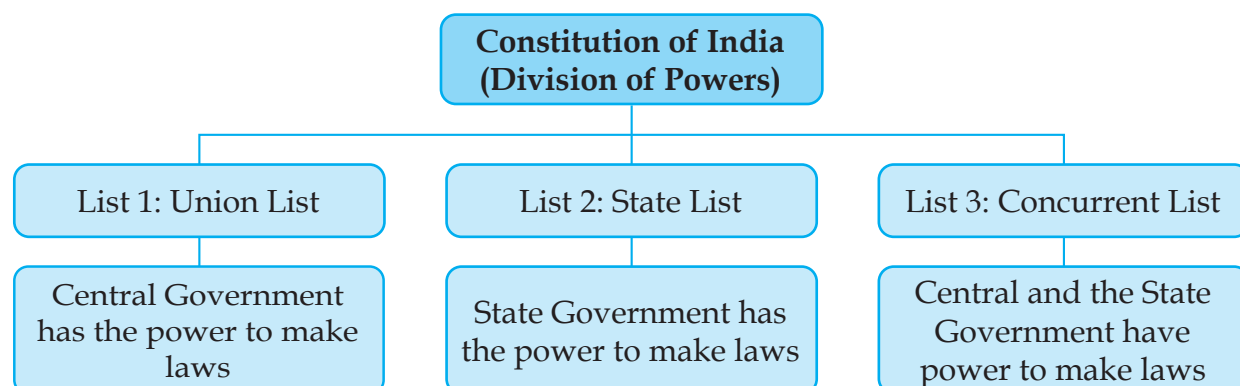 Constitution of India
(Division of Powers)
List 1: Union List
List 2: State List
List 3: Concurrent List
Central Government
has the power to make
laws
State Government has
the power to make laws
Central and the State
Government have
power to make laws